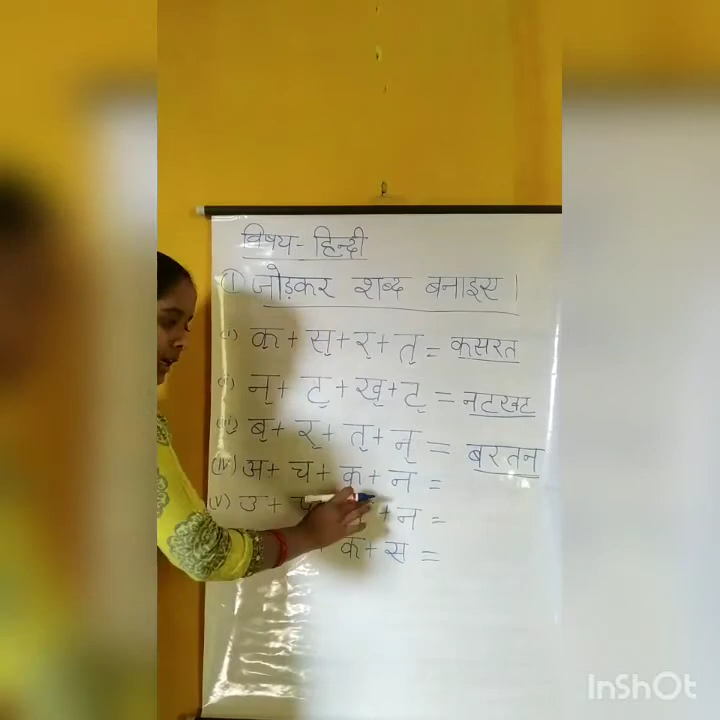 विषय - हिन्दी
① जोड़कर शब्द बनाइए ।
(i) क + स + र + त = कसरत
(ii) न + ट + ख + ट = नटखट
(iii) ब + र + त + न = बरतन
(iv) अ + च + क + न =
(v) उ + + न =
क + स =
InShOt